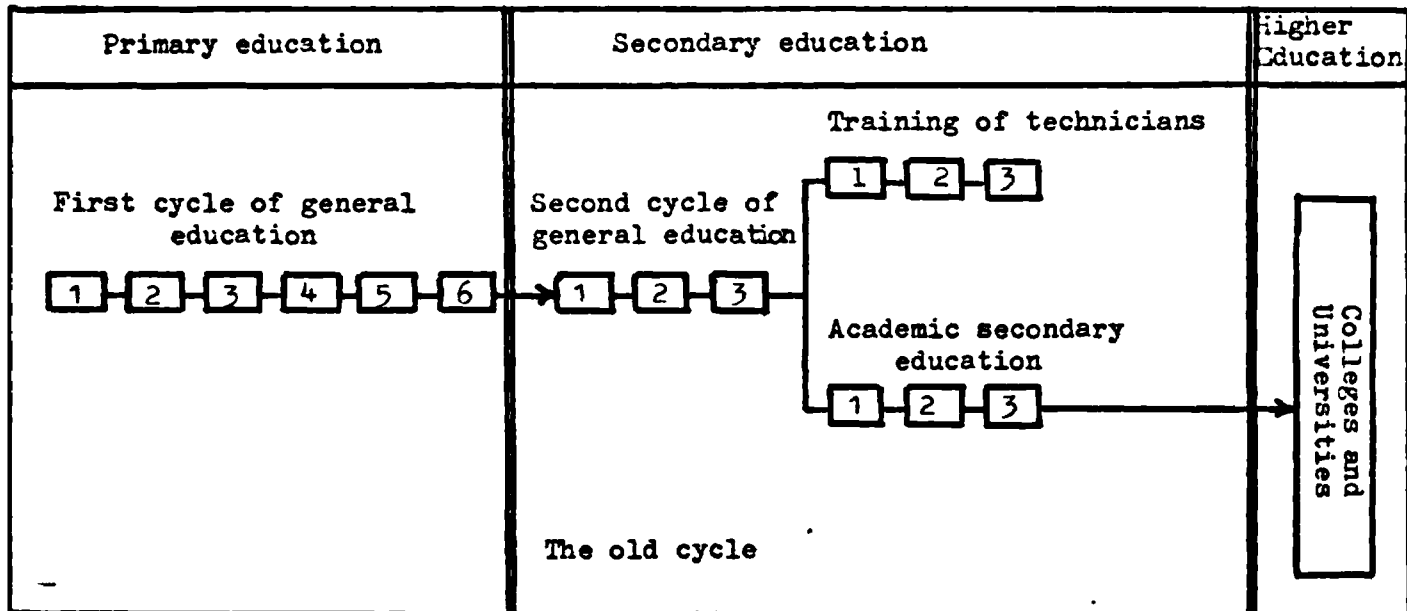 Primary education
Secondary education
Higher
Education
Training of technicians
1 2 3
First cycle of general
education
1 2 3 4 5 6
Second cycle of
general education
1 2 3
Academic secondary
education
1 2 3
Colleges and
Universities
The old cycle